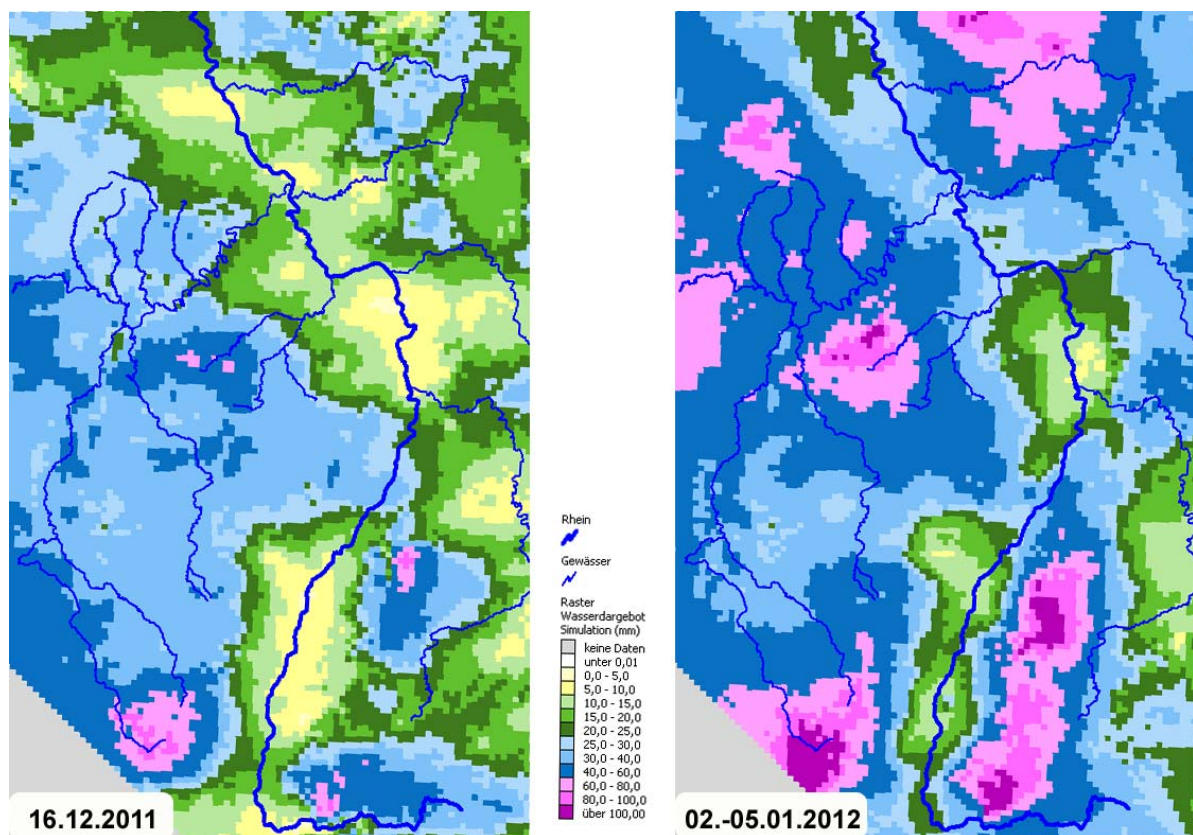 Rhein
Gewässer
Raster
Wasserdargebot
Simulation (mm)
keine Daten
unter 0,01
0,0 - 5,0
5,0 - 10,0
10,0 - 15,0
15,0 - 20,0
20,0 - 25,0
25,0 - 30,0
30,0 - 40,0
40,0 - 60,0
60,0 - 80,0
80,0 - 100,0
über 100,00
16.12.2011
02.-05.01.2012